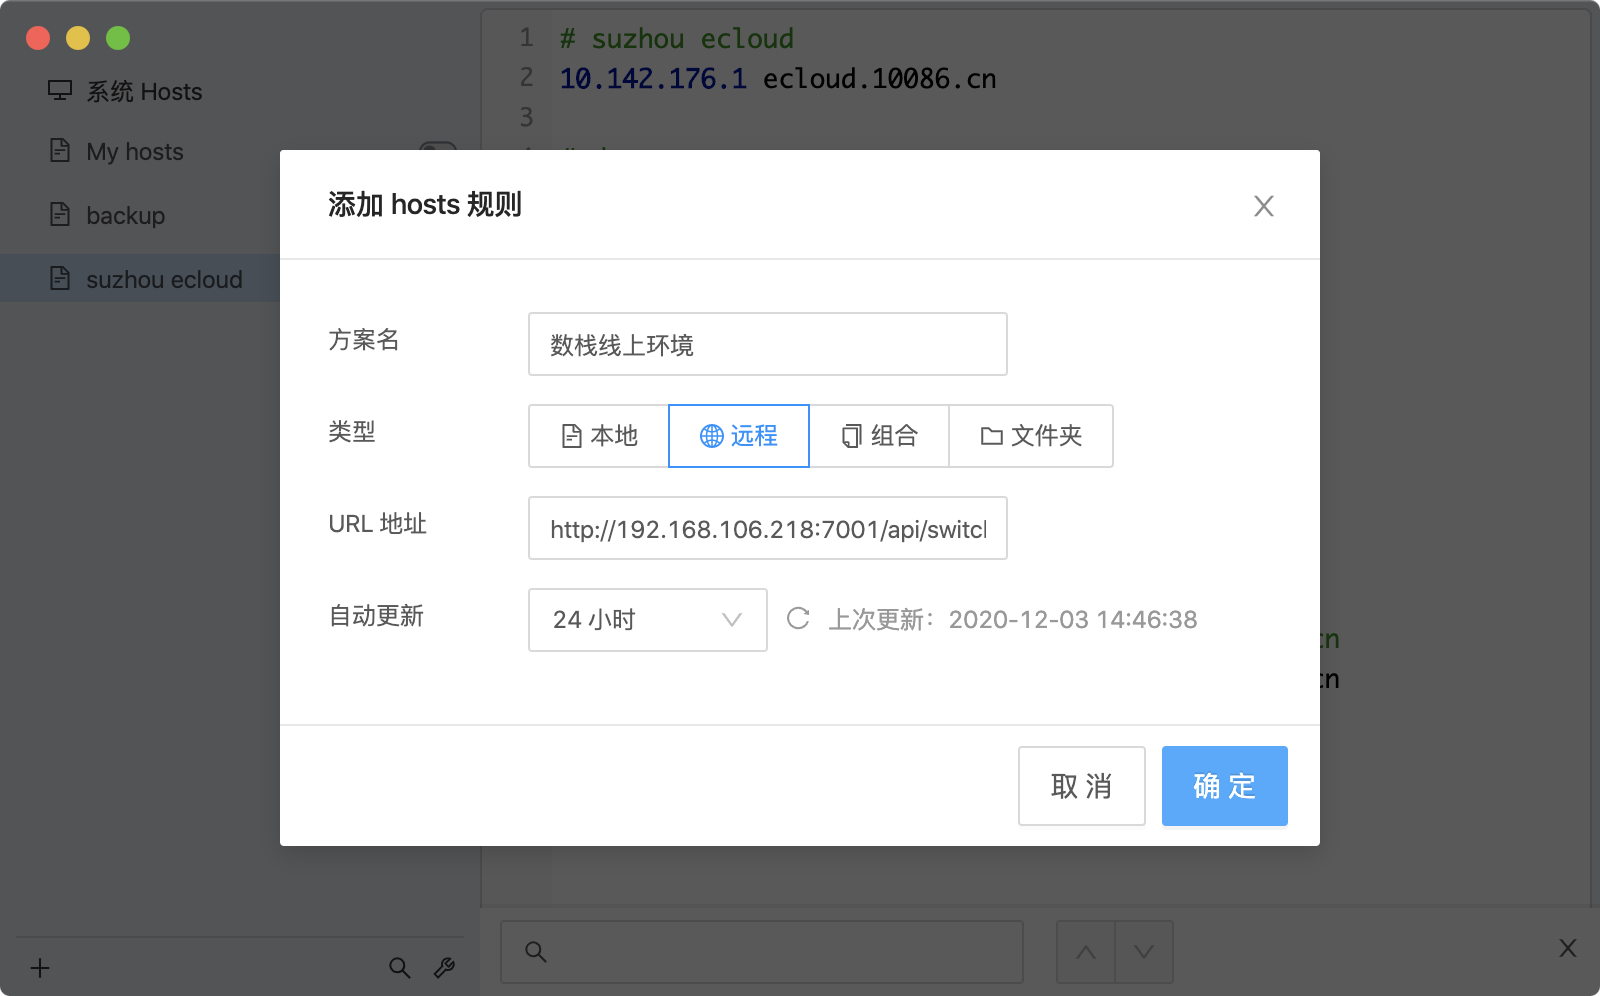 系统 Hosts
My hosts
backup
suzhou ecloud
1 # suzhou ecloud
2 10.142.176.1 ecloud.10086.cn
3
添加 hosts 规则
方案名 数栈线上环境
类型 本地 远程 组合 文件夹
URL 地址 http://192.168.106.218:7001/api/switch
自动更新 24 小时 上次更新：2020-12-03 14:46:38
cn
cn
取 消 确 定